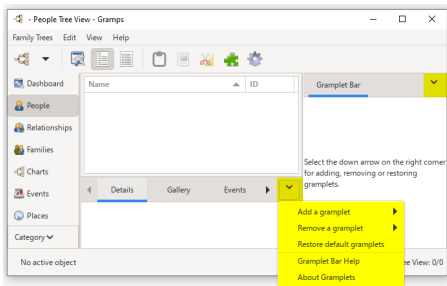 - People Tree View - Gramps
Family Trees Edit View Help
Dashboard
People
Relationships
Families
Charts
Events
Places
Category
Name ID
Gramplet Bar
Select the down arrow on the right corner
for adding, removing or restoring
gramplets.
Details Gallery Events
Add a gramplet
Remove a gramplet
Restore default gramplets
Gramplet Bar Help
About Gramplets
No active object
ee View: 0/0